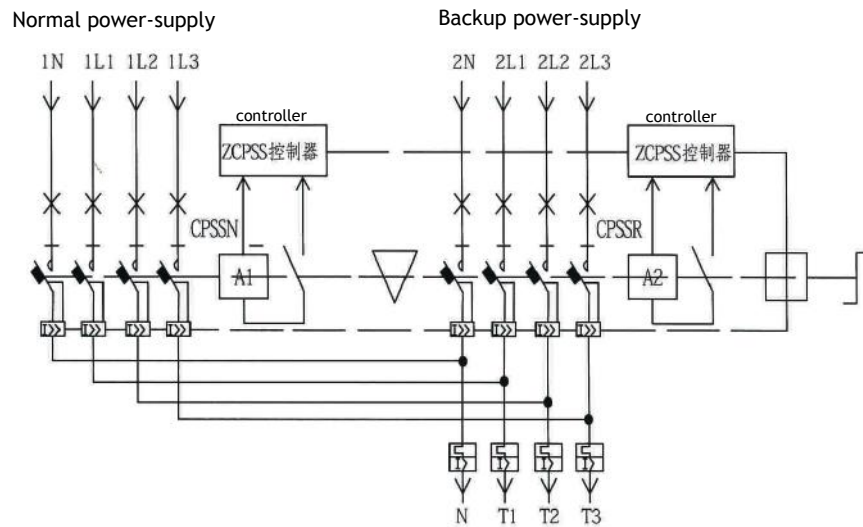 Normal power-supply
Backup power-supply
1N 1L1 1L2 1L3
2N 2L1 2L2 2L3
controller
controller
ZCPSS控制器
ZCPSS控制器
CPSSN
CPSSR
A1
A2
I>>
I>>
I>>
I>>
I>>
I>>
I>>
I>>
I>
I>
I>
I>
N T1 T2 T3